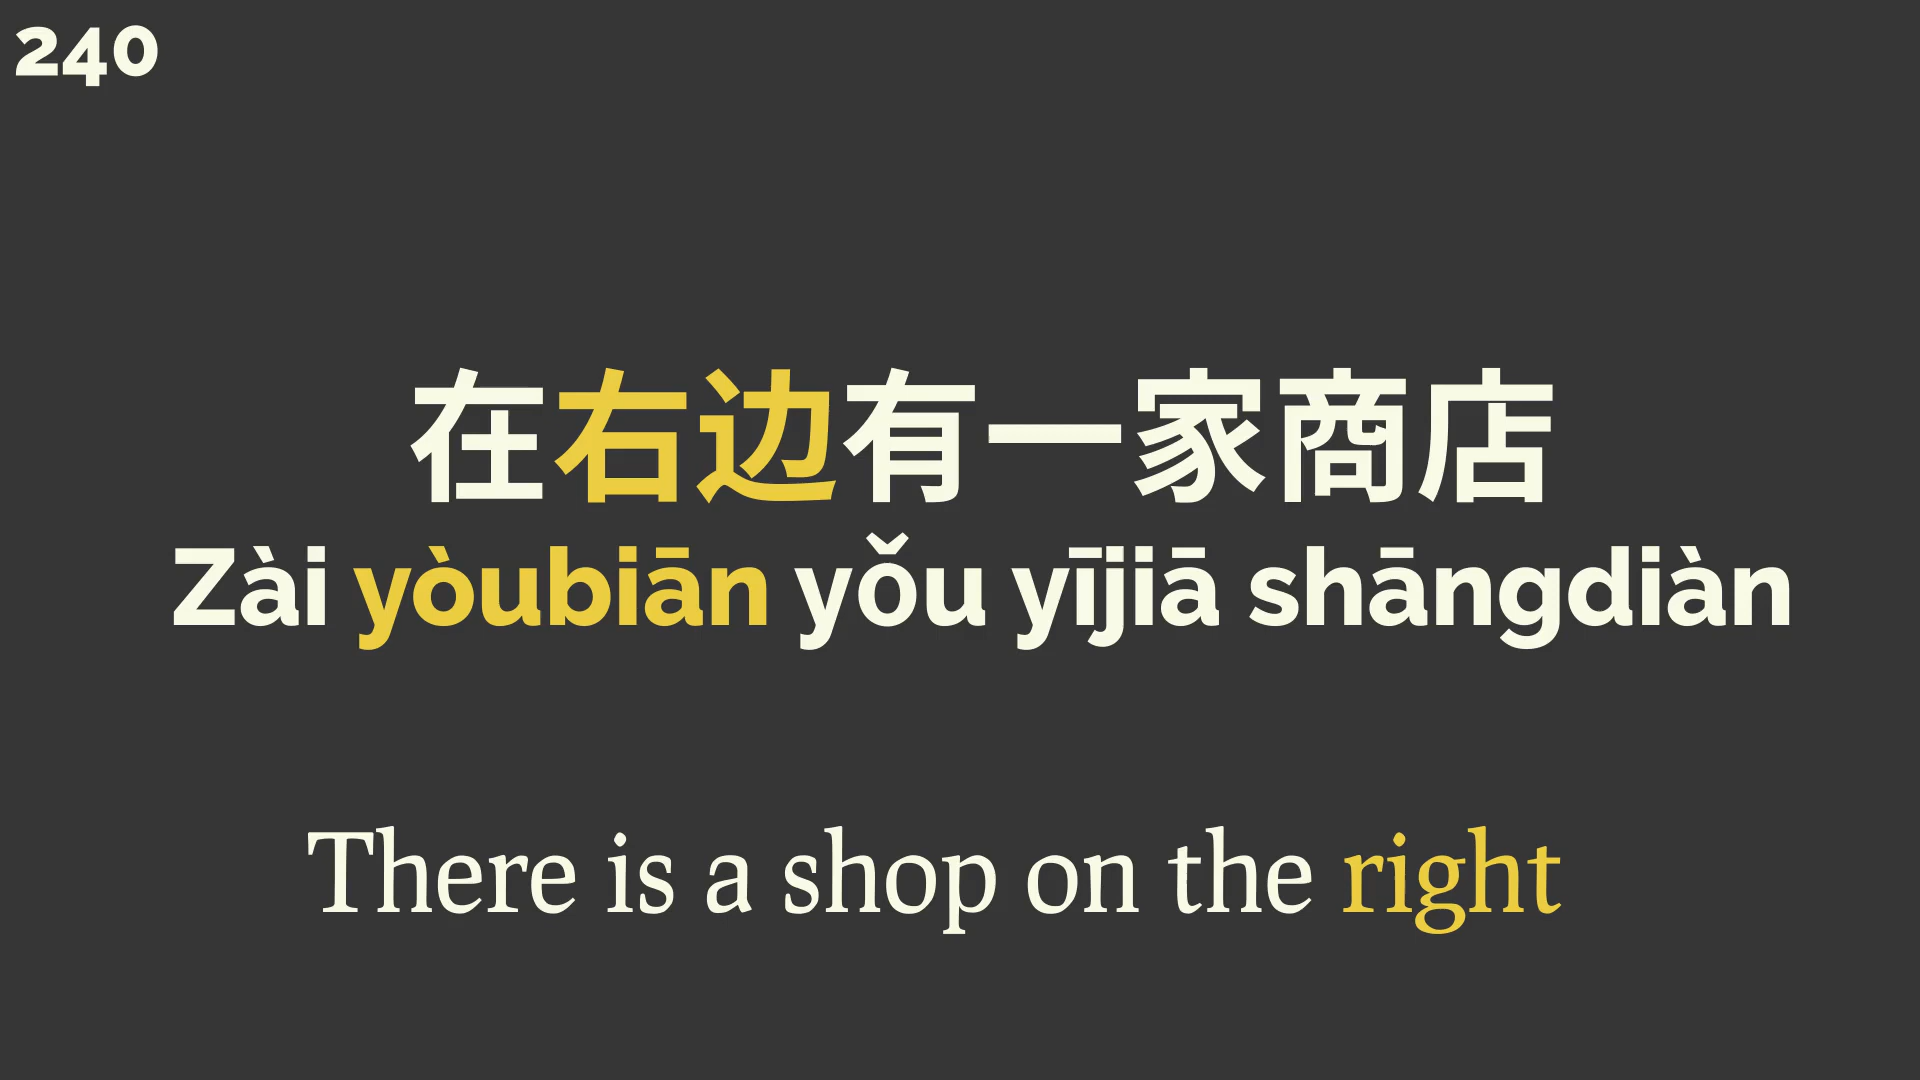 240
在右边有一家商店
Zài yòubiān yǒu yījiā shāngdiàn
There is a shop on the right